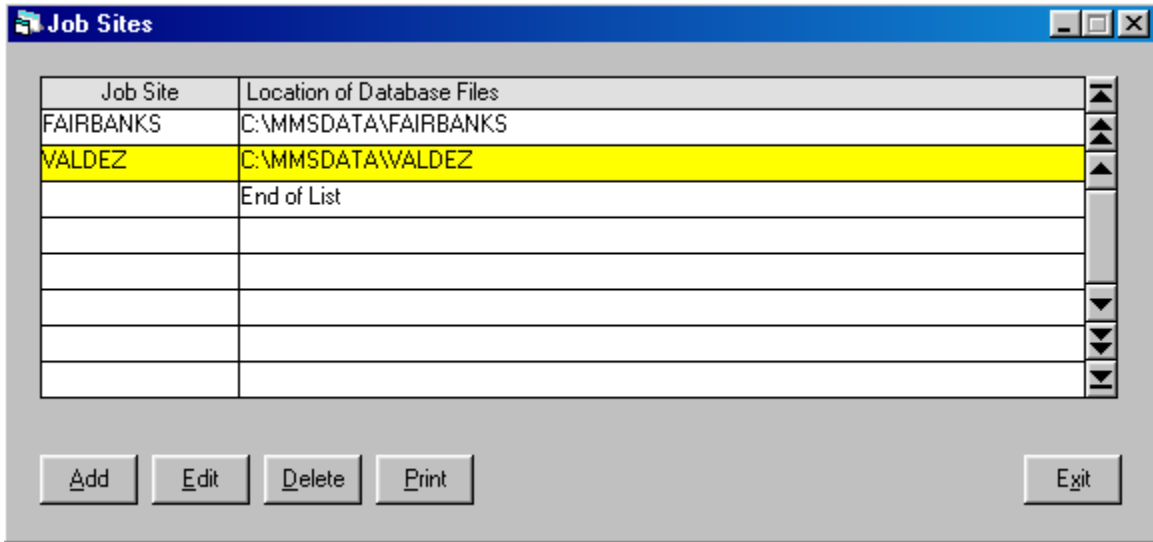 Job Sites
Job Site Location of Database Files
FAIRBANKS C:\MMSDATA\FAIRBANKS
VALDEZ C:\MMSDATA\VALDEZ
End of List
Add Edit Delete Print Exit